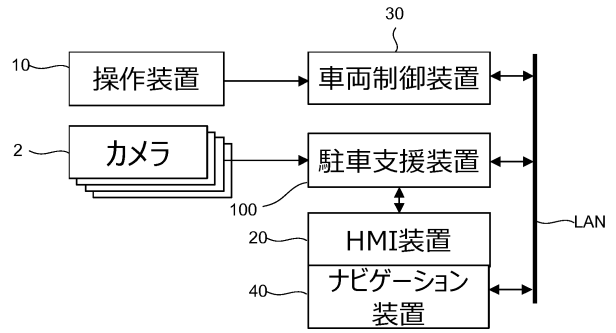 30
10
操作装置
車両制御装置
2
カメラ
駐車支援装置
100
LAN
20
HMI装置
40
ナビゲーション
装置